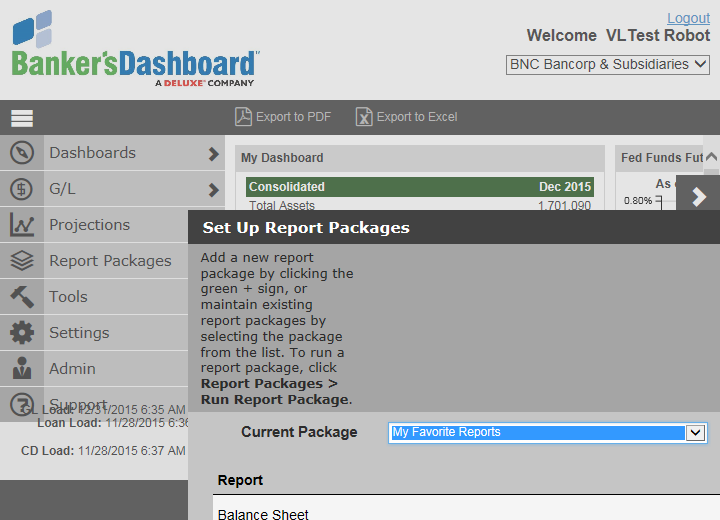 Logout
Welcome VLTest Robot
Banker'sDashboard™
A DELUXE® COMPANY
BNC Bancorp & Subsidiaries
Export to PDF
Export to Excel
Dashboards
G/L
Projections
Report Packages
Tools
Settings
Admin
Support
GL Load: 12/31/2015 6:35 AM
Loan Load: 11/28/2015 6:36
CD Load: 11/28/2015 6:37 AM
My Dashboard
Consolidated Dec 2015
Total Assets 1,701,090
Fed Funds Fut
As
0.80%
Set Up Report Packages
Add a new report
package by clicking the
green + sign, or
maintain existing
report packages by
selecting the package
from the list. To run a
report package, click
Report Packages >
Run Report Package.
Current Package
My Favorite Reports
Report
Balance Sheet